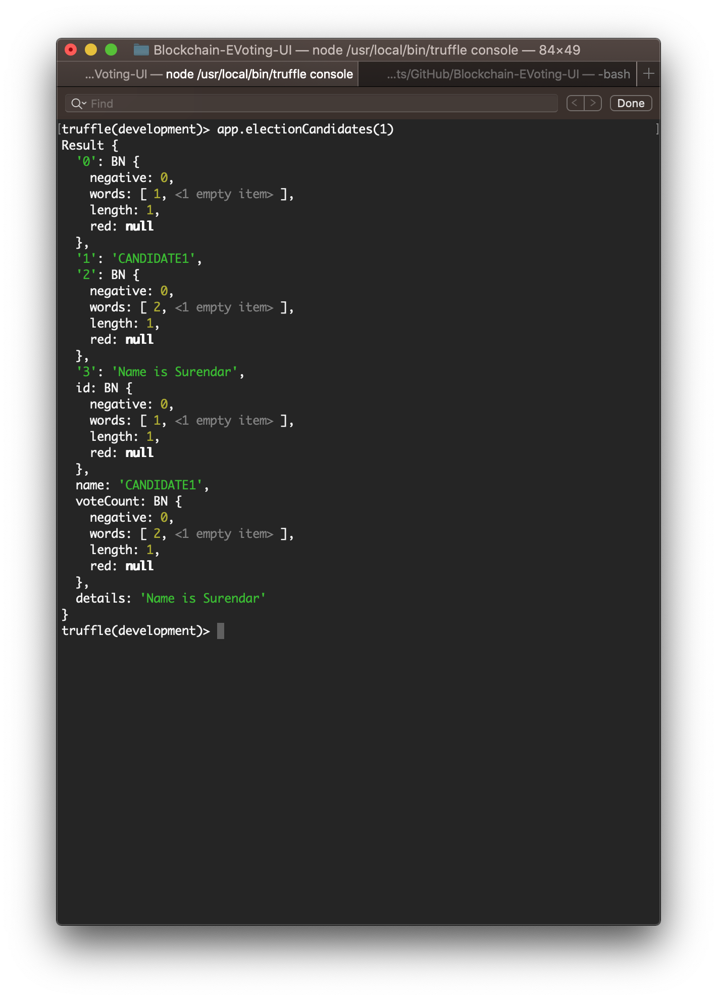 Blockchain-EVoting-UI — node /usr/local/bin/truffle console — 84×49
...Voting-UI — node /usr/local/bin/truffle console
...ts/GitHub/Blockchain-EVoting-UI — -bash
Find
Done
[truffle(development)> app.electionCandidates(1) ]
Result {
  '0': BN {
    negative: 0,
    words: [ 1, <1 empty item> ],
    length: 1,
    red: null
  },
  '1': 'CANDIDATE1',
  '2': BN {
    negative: 0,
    words: [ 2, <1 empty item> ],
    length: 1,
    red: null
  },
  '3': 'Name is Surendar',
  id: BN {
    negative: 0,
    words: [ 1, <1 empty item> ],
    length: 1,
    red: null
  },
  name: 'CANDIDATE1',
  voteCount: BN {
    negative: 0,
    words: [ 2, <1 empty item> ],
    length: 1,
    red: null
  },
  details: 'Name is Surendar'
}
truffle(development)>